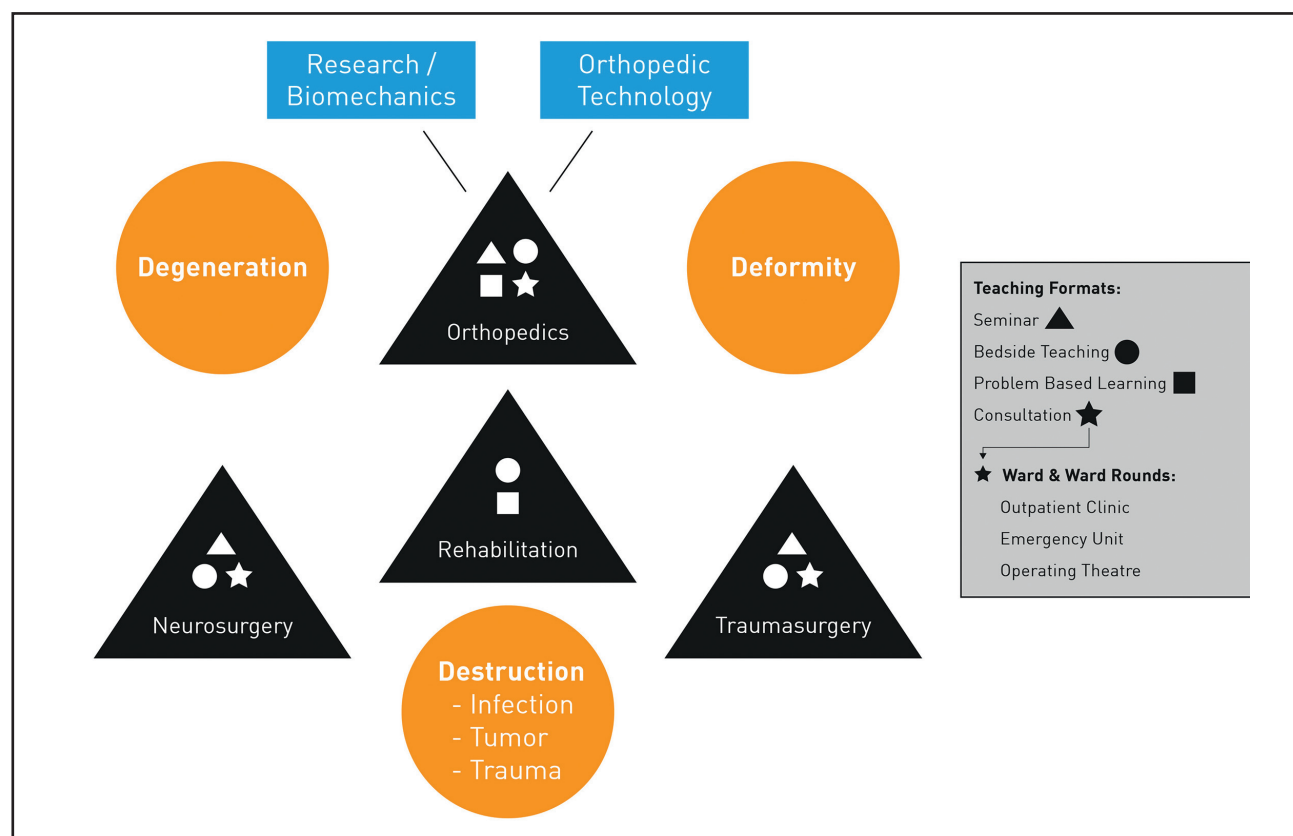 Research /
Biomechanics
Orthopedic
Technology
Degeneration
Deformity
Orthopedics
Rehabilitation
Neurosurgery
Traumasurgery
Destruction
- Infection
- Tumor
- Trauma
Teaching Formats:
Seminar
Bedside Teaching
Problem Based Learning
Consultation
Ward & Ward Rounds:
Outpatient Clinic
Emergency Unit
Operating Theatre